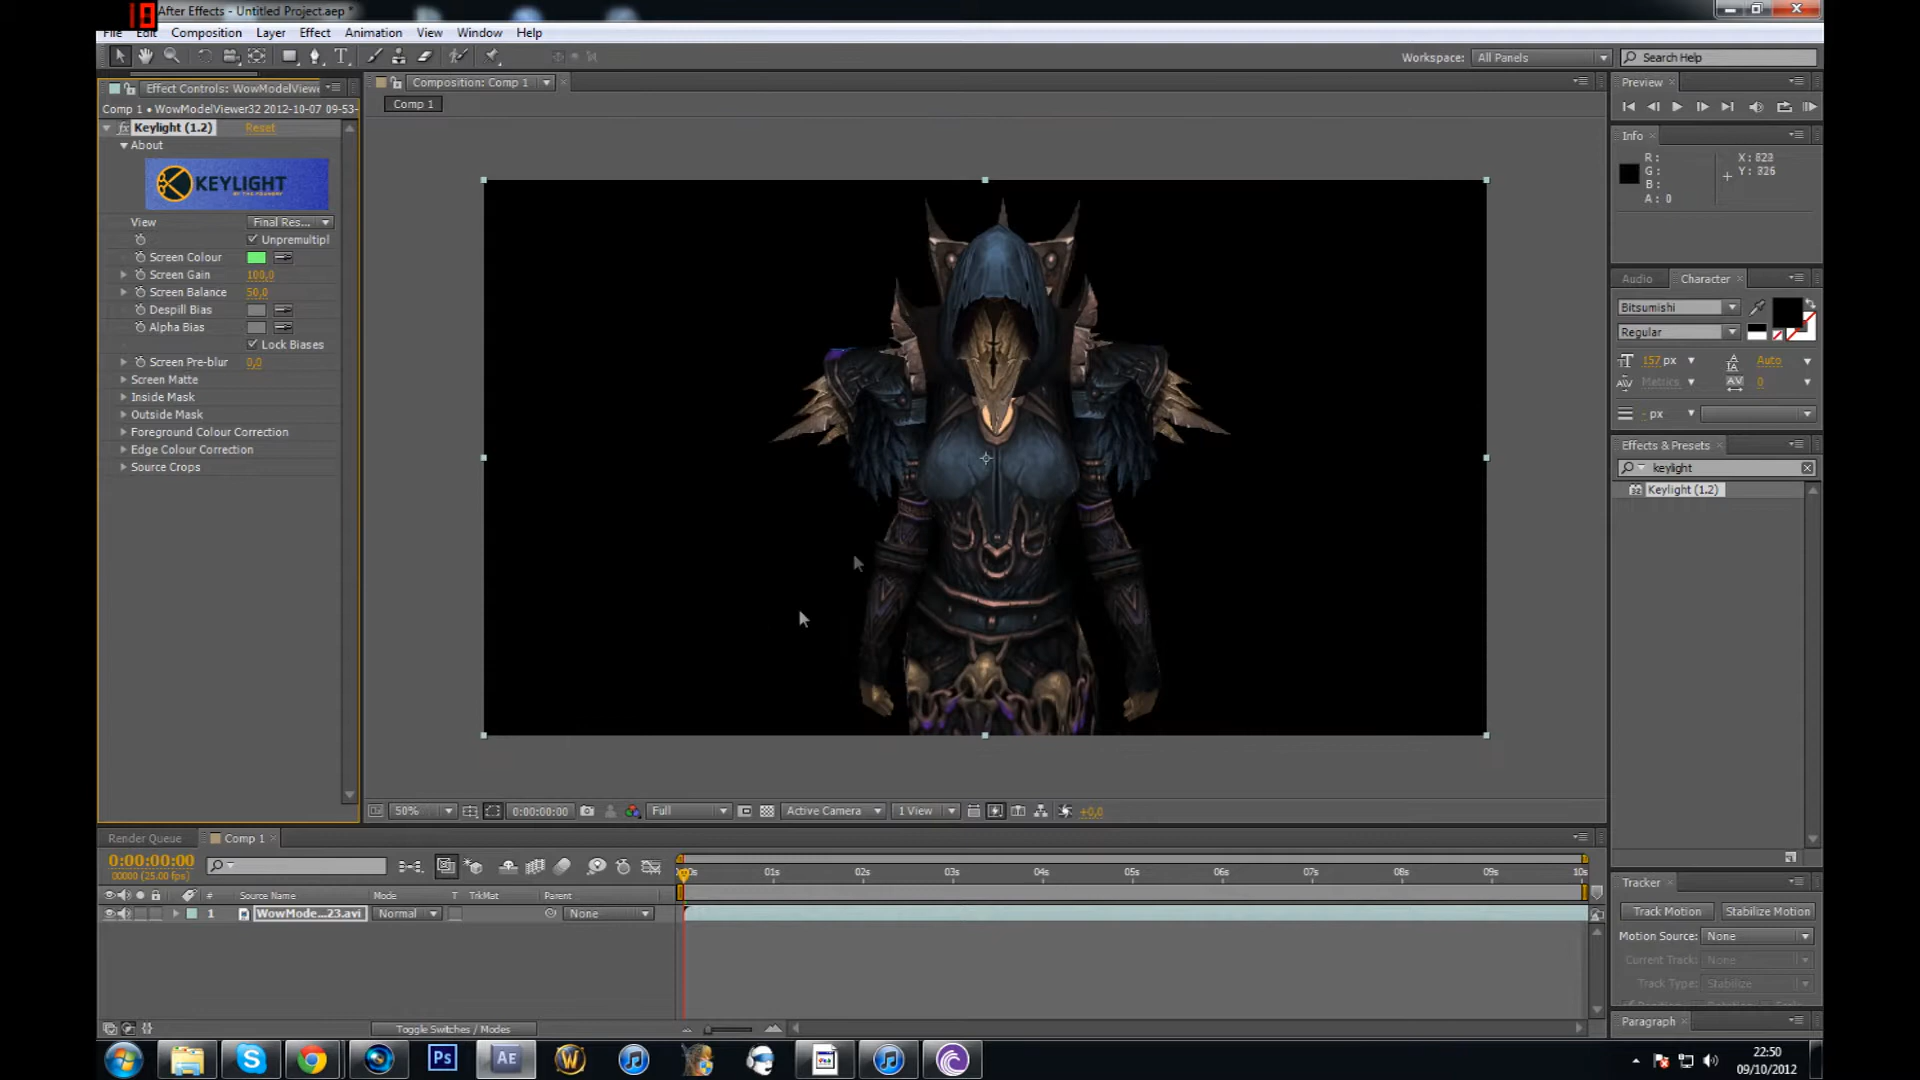 19
After Effects - Untitled Project.aep *
File Edit Composition Layer Effect Animation View Window Help
Workspace: All Panels
Search Help
Effect Controls: WowModelViewe
Comp 1 • WowModelViewer32 2012-10-07 09-53-
Keylight (1.2) Reset
About
KEYLIGHT
BY THE FOUNDRY
View Final Res...
Unpremultipl
Screen Colour
Screen Gain 100,0
Screen Balance 50,0
Despill Bias
Alpha Bias
Lock Biases
Screen Pre-blur 0,0
Screen Matte
Inside Mask
Outside Mask
Foreground Colour Correction
Edge Colour Correction
Source Crops
Composition: Comp 1
Comp 1
50% 0:00:00:00 Full Active Camera 1 View +0,0
Preview
Info
R: X: 823
G: Y: 326
B:
A: 0
Audio Character
Bitsumishi
Regular
157 px Auto
Metrics 0
- px
Effects & Presets
keylight
Keylight (1.2)
Tracker
Track Motion Stabilize Motion
Motion Source: None
Current Track: None
Track Type: Stabilize
Paragraph
Render Queue Comp 1
0:00:00:00
00000 (25.00 fps)
# Source Name Mode T TrkMat Parent
1 WowMode...23.avi Normal None
01s 02s 03s 04s 05s 06s 07s 08s 09s 10s
Toggle Switches / Modes
Ps Ae
22:50
09/10/2012